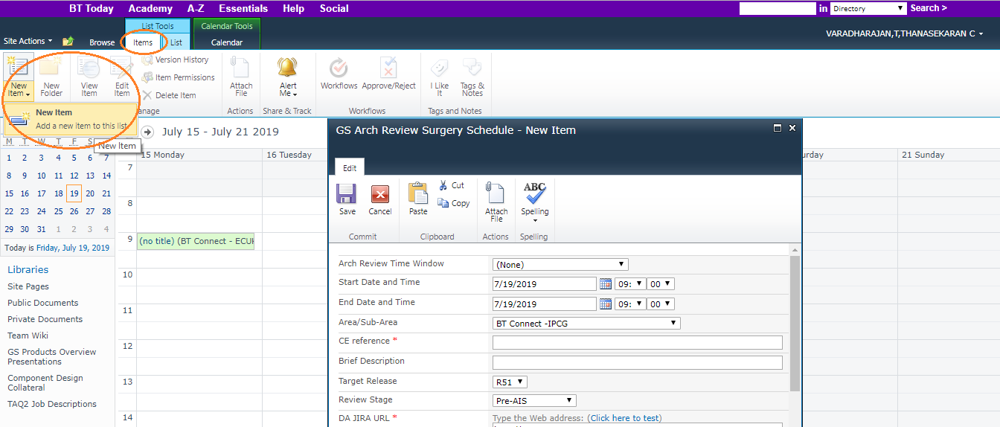 BT Today Academy A-Z Essentials Help Social in Directory Search >
List Tools Calendar Tools
Site Actions Browse Items List Calendar VARADHARAJAN,T,THANASEKARAN C
New Item New Folder View Item Edit Item
Version History
Item Permissions
Delete Item
Attach File
Alert Me
Workflows Approve/Reject
I Like It Tags & Notes
Actions Share & Track Workflows Tags and Notes
New Item
Add a new item to this list
New Item
July 15 - July 21 2019
M T W T F S
1 2 3 4 5 6 7
8 9 10 11 12 13 14
15 16 17 18 19 20 21
22 23 24 25 26 27 28
29 30 31 1 2 3 4
Today is Friday, July 19, 2019
Libraries
Site Pages
Public Documents
Private Documents
Team Wiki
GS Products Overview
Presentations
Component Design
Collateral
TAQ2 Job Descriptions
15 Monday 16 Tuesday 21 Sunday
7
8
9 (no title) (BT Connect - ECUK
10
11
12
13
14
GS Arch Review Surgery Schedule - New Item
Edit
Save Cancel Paste Cut Copy Attach File ABC Spelling
Commit Clipboard Actions Spelling
Arch Review Time Window (None)
Start Date and Time 7/19/2019 09: 00
End Date and Time 7/19/2019 09: 00
Area/Sub-Area BT Connect -IPCG
CE reference *
Brief Description
Target Release R51
Review Stage Pre-AIS
DA JIRA URL * Type the Web address: (Click here to test)